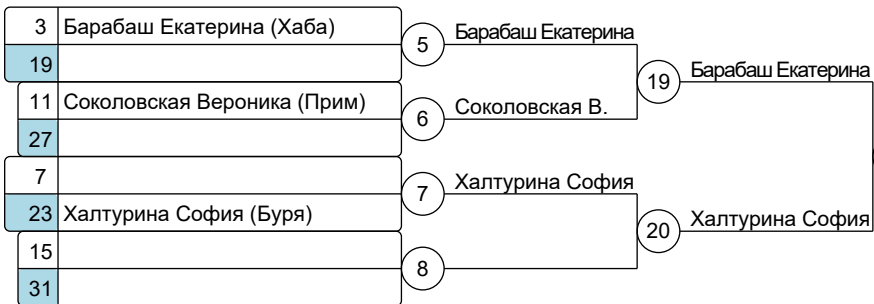 3 Барабаш Екатерина (Хаба)
19
5 Барабаш Екатерина
19 Барабаш Екатерина
11 Соколовская Вероника (Прим)
27
6 Соколовская В.
7
23 Халтурина София (Буря)
7 Халтурина София
20 Халтурина София
15
31
8